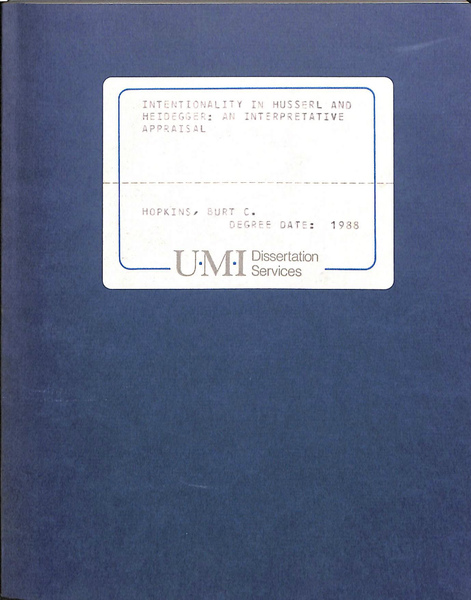 INTENTIONALITY IN HUSSERL AND
HEIDEGGER: AN INTERPRETATIVE
APPRAISAL
HOPKINS, BURT C.
DEGREE DATE: 1988
U·M·I Dissertation
Services